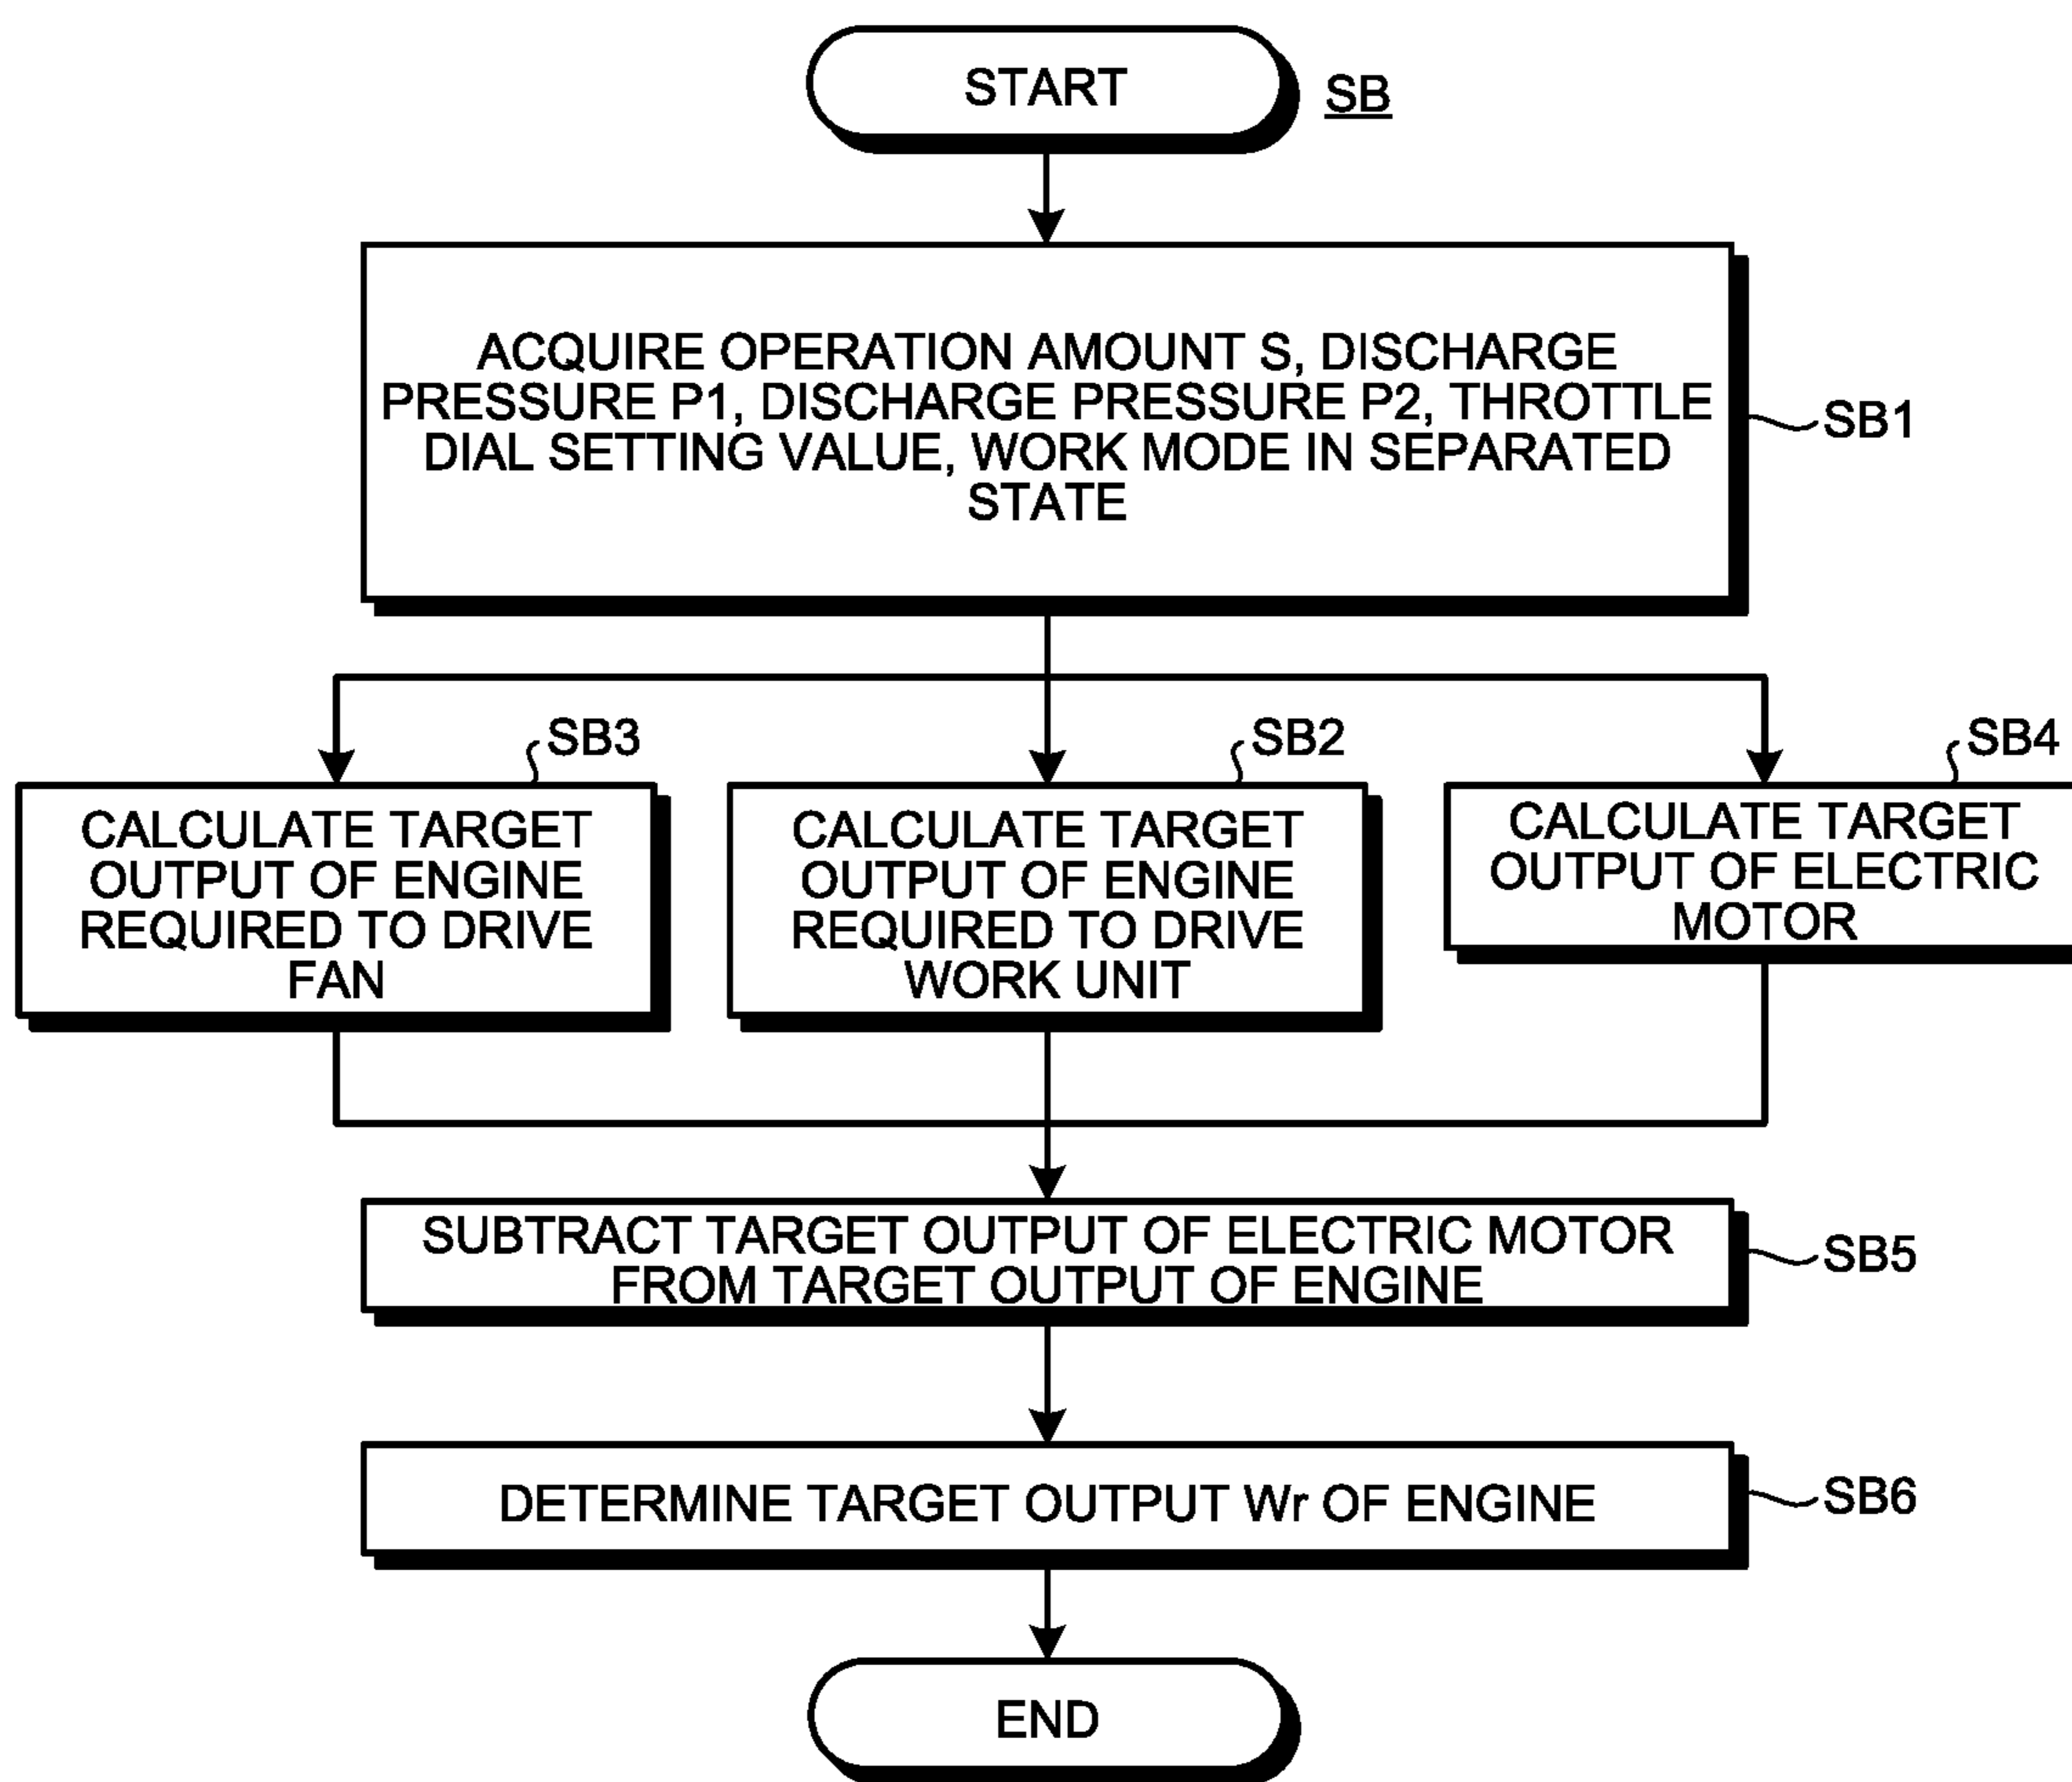 START
SB
ACQUIRE OPERATION AMOUNT S, DISCHARGE
PRESSURE P1, DISCHARGE PRESSURE P2, THROTTLE
DIAL SETTING VALUE, WORK MODE IN SEPARATED
STATE
SB1
SB3
CALCULATE TARGET
OUTPUT OF ENGINE
REQUIRED TO DRIVE
FAN
SB2
CALCULATE TARGET
OUTPUT OF ENGINE
REQUIRED TO DRIVE
WORK UNIT
SB4
CALCULATE TARGET
OUTPUT OF ELECTRIC
MOTOR
SUBTRACT TARGET OUTPUT OF ELECTRIC MOTOR
FROM TARGET OUTPUT OF ENGINE
SB5
DETERMINE TARGET OUTPUT Wr OF ENGINE
SB6
END